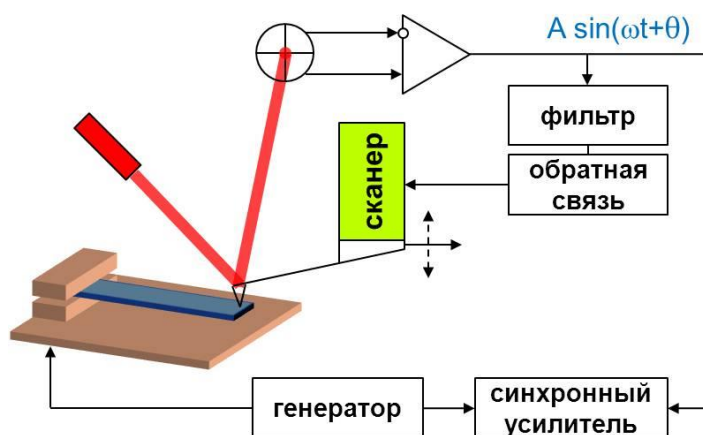 A sin(ωt+θ)
фильтр
обратная
связь
сканер
генератор
синхронный
усилитель